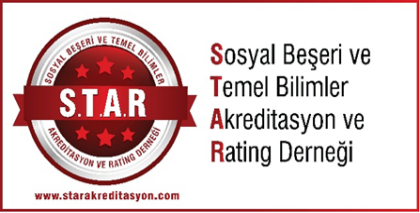 SOSYAL BEŞERİ VE TEMEL BİLİMLER
S.T.A.R
AKREDİTASYON VE RATING DERNEĞİ
www.starakreditasyon.com
Sosyal Beşeri ve
Temel Bilimler
Akreditasyon ve
Rating Derneği